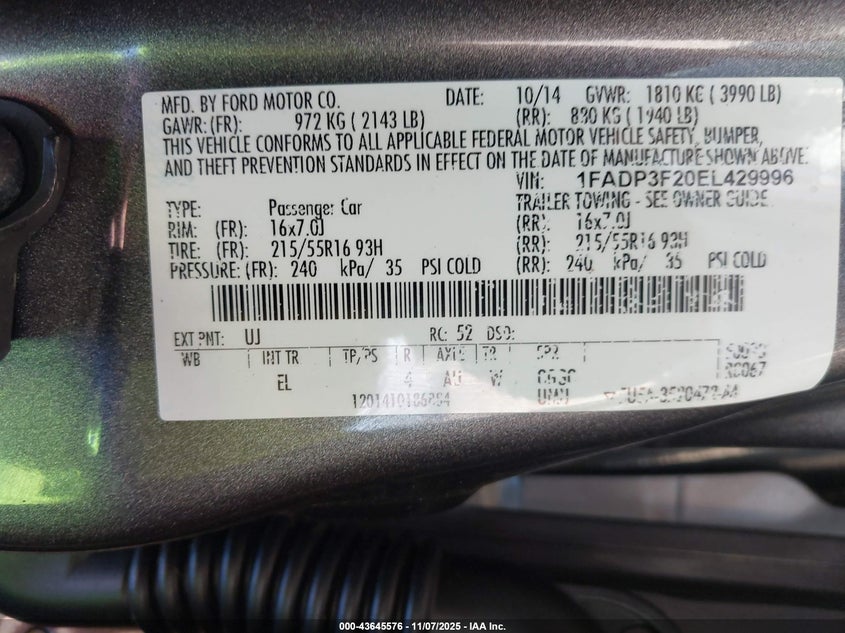 MFD. BY FORD MOTOR CO. DATE: 10/14 GVWR: 1810 KG ( 3990 LB)
GAWR: (FR): 972 KG ( 2143 LB) (RR): 880 KG ( 1940 LB)
THIS VEHICLE CONFORMS TO ALL APPLICABLE FEDERAL MOTOR VEHICLE SAFETY, BUMPER,
AND THEFT PREVENTION STANDARDS IN EFFECT ON THE DATE OF MANUFACTURE SHOWN ABOVE.
VIN: 1FADP3F20EL429996
TYPE: Passenger Car TRAILER TOWING - SEE OWNER GUIDE
RIM: (FR): 16x7.0J (RR): 16x7.0J
TIRE: (FR): 215/55R16 93H (RR): 215/55R16 93H
PRESSURE: (FR): 240 kPa/ 35 PSI COLD (RR): 240 kPa/ 35 PSI COLD
EXT PNT: UJ RC: 52 DSO:
WB INT TR TP/PS R AXLE TR SPR
EL 4 AU W
000-43645576 - 11/07/2025 - IAA Inc.